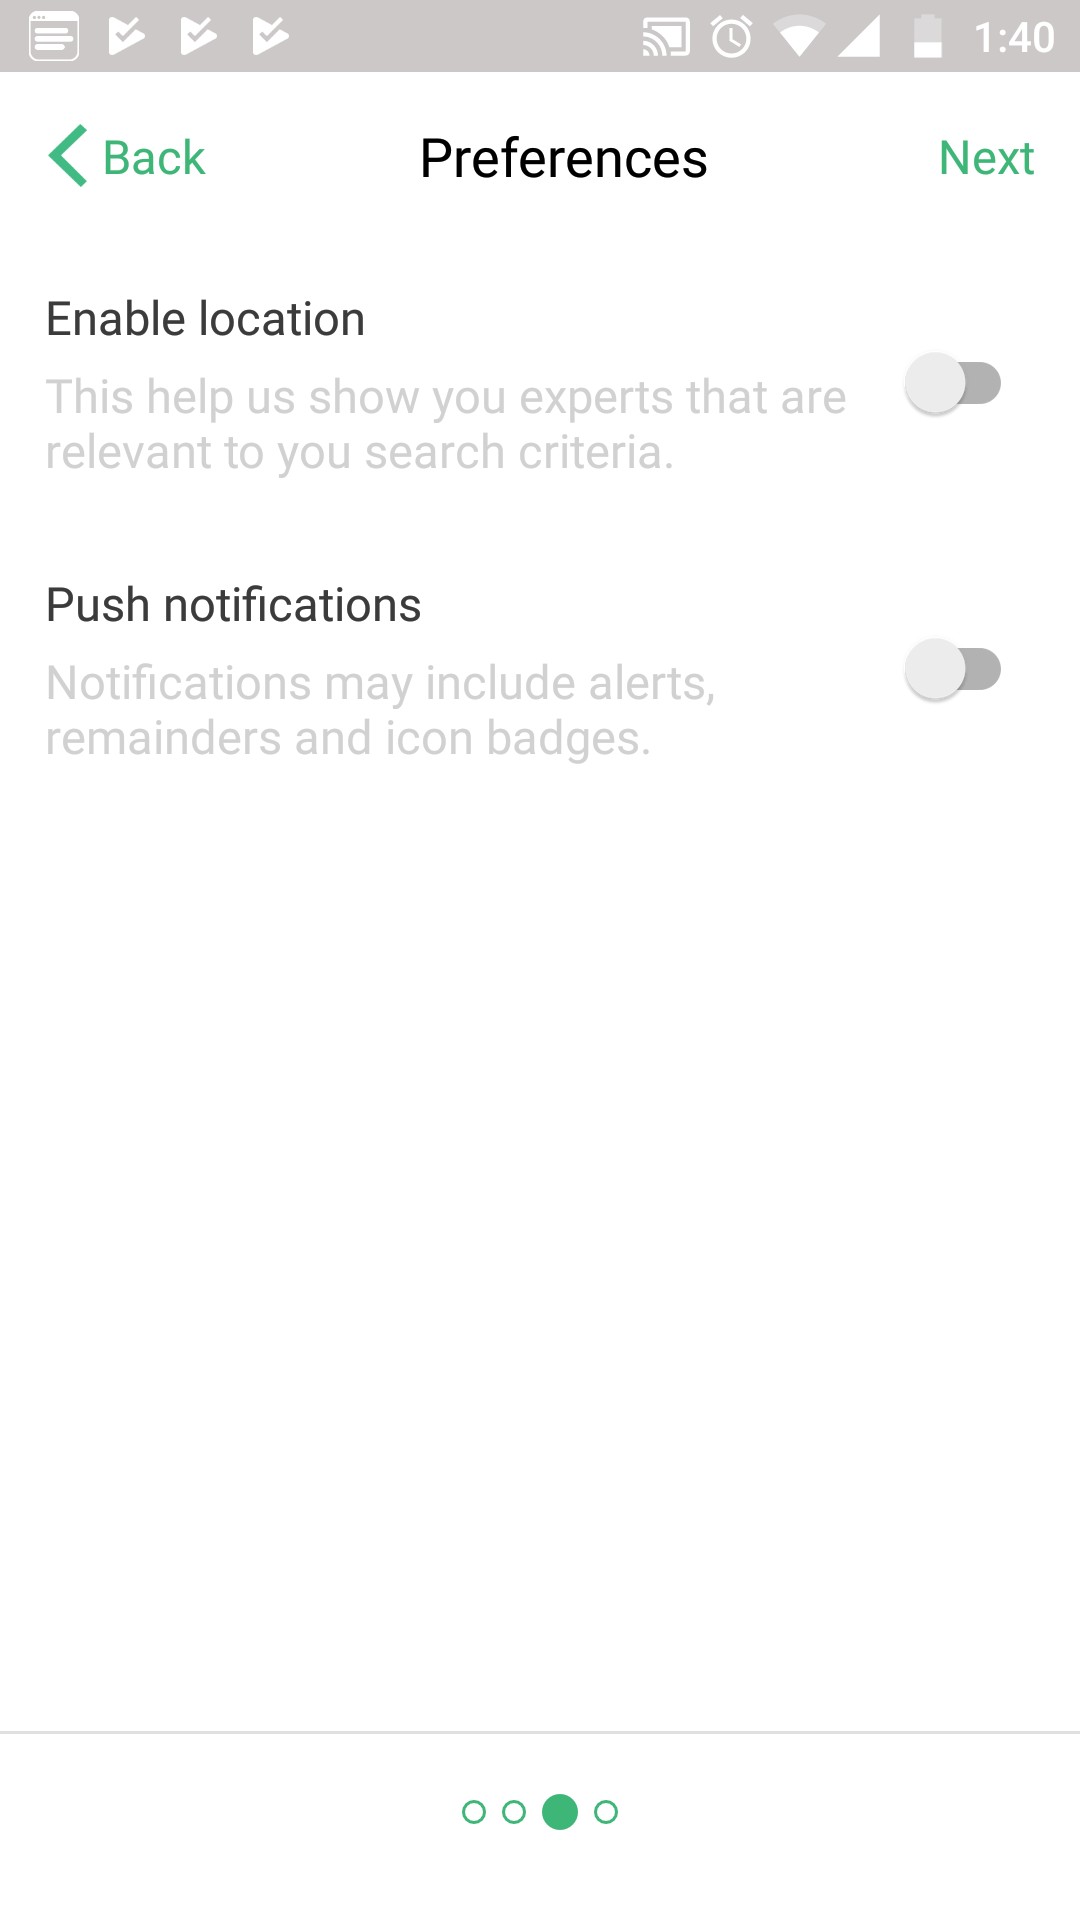 1:40
Back Preferences Next
Enable location
This help us show you experts that are
relevant to you search criteria.
Push notifications
Notifications may include alerts,
remainders and icon badges.